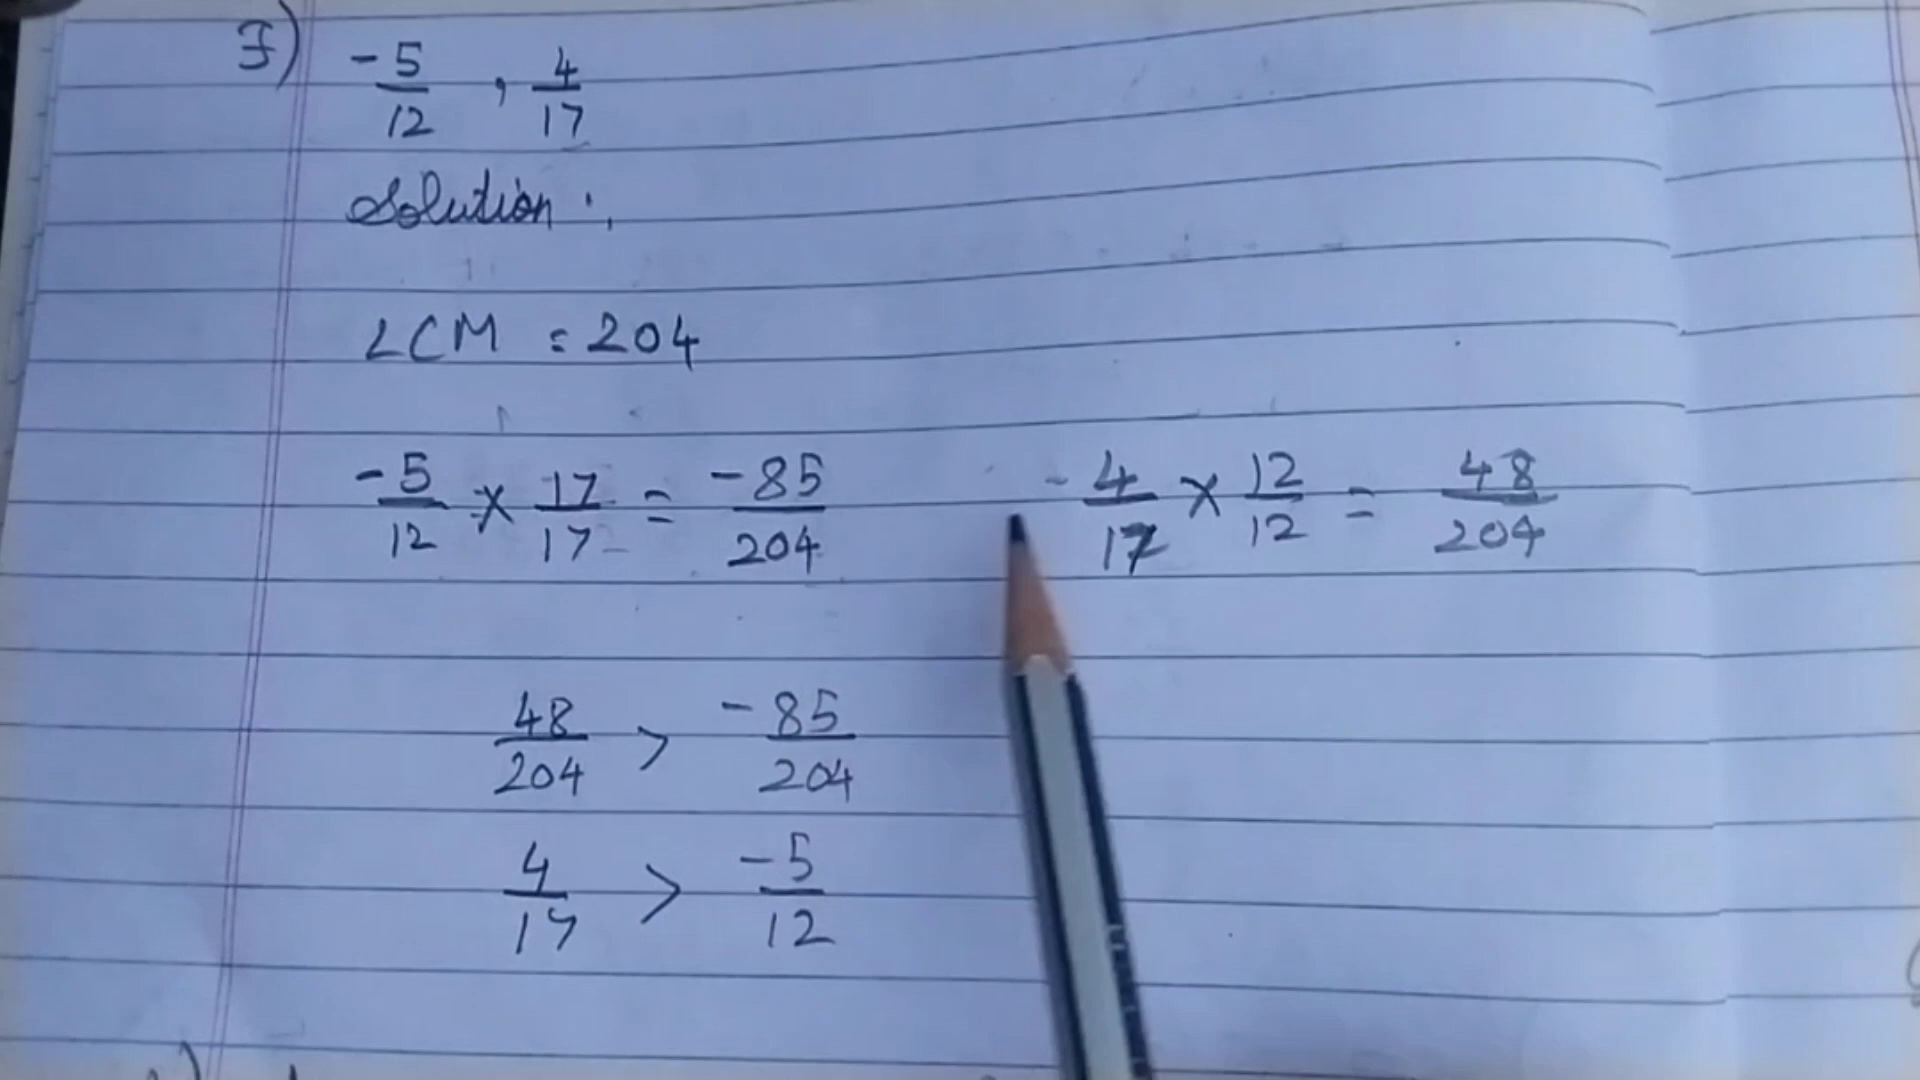 F) -5/12 , 4/17
Solution :
LCM = 204
-5/12 × 17/17 = -85/204    -4/17 × 12/12 = 48/204
48/204 > -85/204
4/17 > -5/12